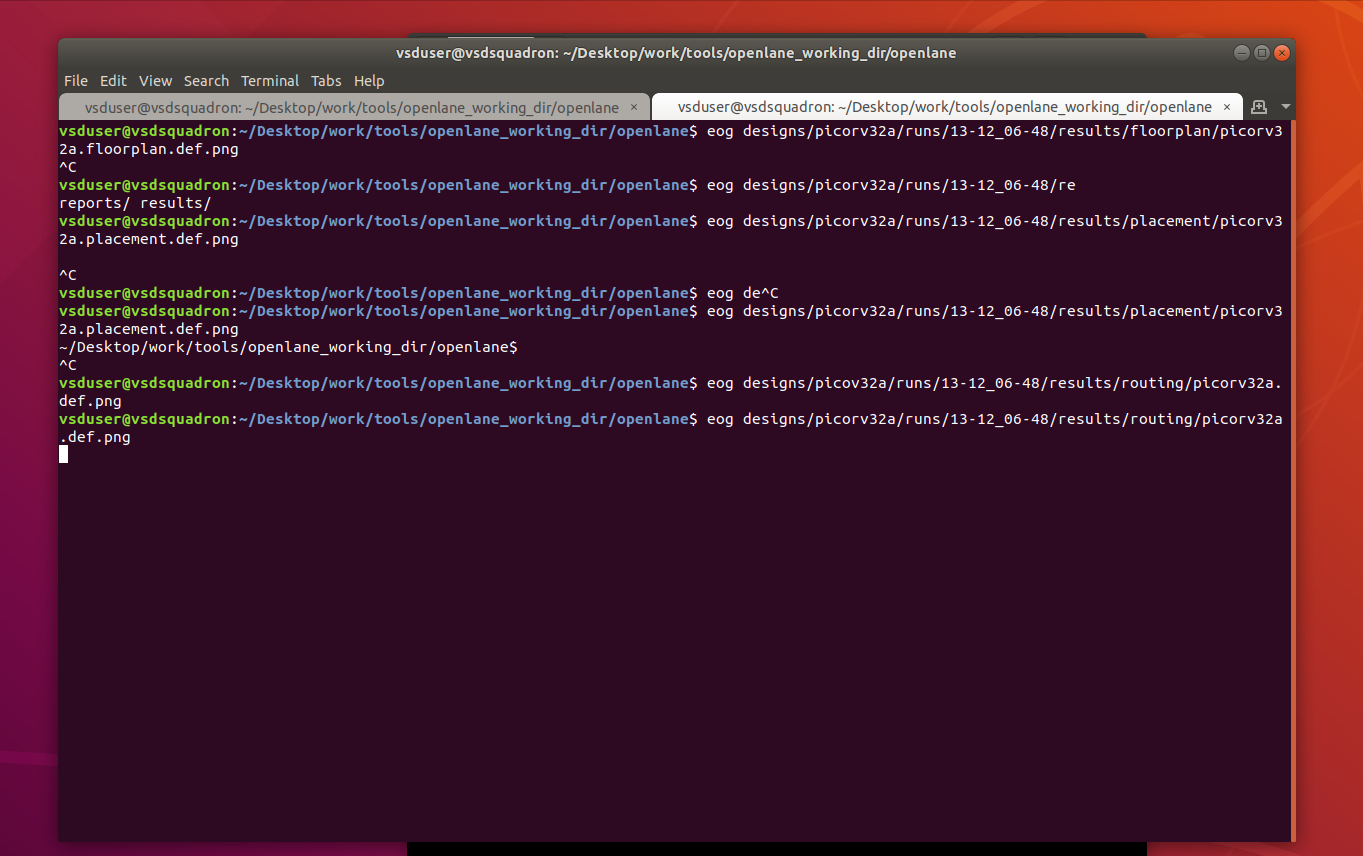 vsduser@vsdsquadron: ~/Desktop/work/tools/openlane_working_dir/openlane
File Edit View Search Terminal Tabs Help
vsduser@vsdsquadron: ~/Desktop/work/tools/openlane_working_dir/openlane × vsduser@vsdsquadron: ~/Desktop/work/tools/openlane_working_dir/openlane ×
vsduser@vsdsquadron:~/Desktop/work/tools/openlane_working_dir/openlane$ eog designs/picorv32a/runs/13-12_06-48/results/floorplan/picorv3
2a.floorplan.def.png
^C
vsduser@vsdsquadron:~/Desktop/work/tools/openlane_working_dir/openlane$ eog designs/picorv32a/runs/13-12_06-48/re
reports/ results/
vsduser@vsdsquadron:~/Desktop/work/tools/openlane_working_dir/openlane$ eog designs/picorv32a/runs/13-12_06-48/results/placement/picorv3
2a.placement.def.png
^C
vsduser@vsdsquadron:~/Desktop/work/tools/openlane_working_dir/openlane$ eog de^C
vsduser@vsdsquadron:~/Desktop/work/tools/openlane_working_dir/openlane$ eog designs/picorv32a/runs/13-12_06-48/results/placement/picorv3
2a.placement.def.png
~/Desktop/work/tools/openlane_working_dir/openlane$
^C
vsduser@vsdsquadron:~/Desktop/work/tools/openlane_working_dir/openlane$ eog designs/picov32a/runs/13-12_06-48/results/routing/picorv32a.
def.png
vsduser@vsdsquadron:~/Desktop/work/tools/openlane_working_dir/openlane$ eog designs/picorv32a/runs/13-12_06-48/results/routing/picorv32a
.def.png